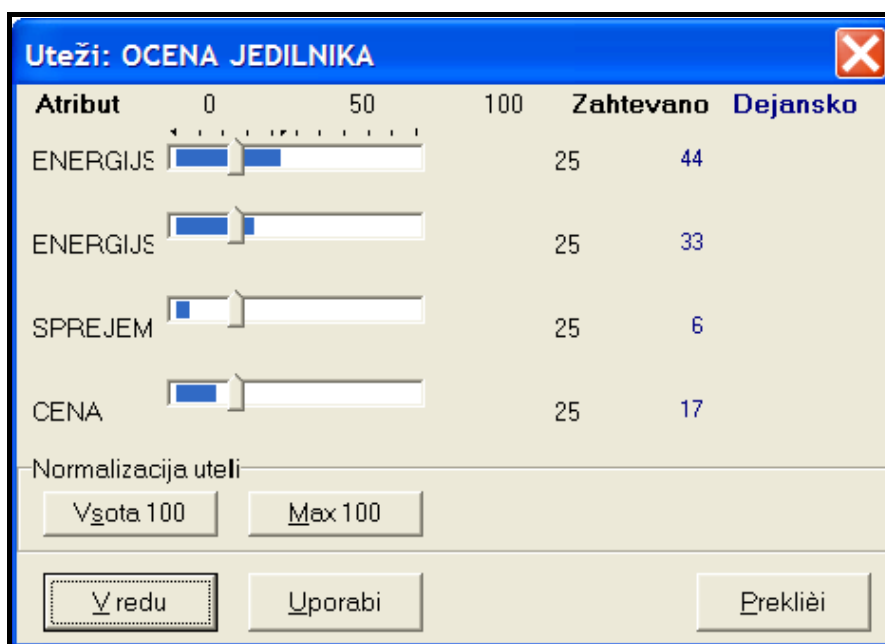 Uteži: OCENA JEDILNIKA
Atribut 0 50 100 Zahtevano Dejansko
ENERGIJS 25 44
ENERGIJS 25 33
SPREJEM 25 6
CENA 25 17
Normalizacija uteli
Vsota 100 Max 100
V redu Uporabi Preklièi